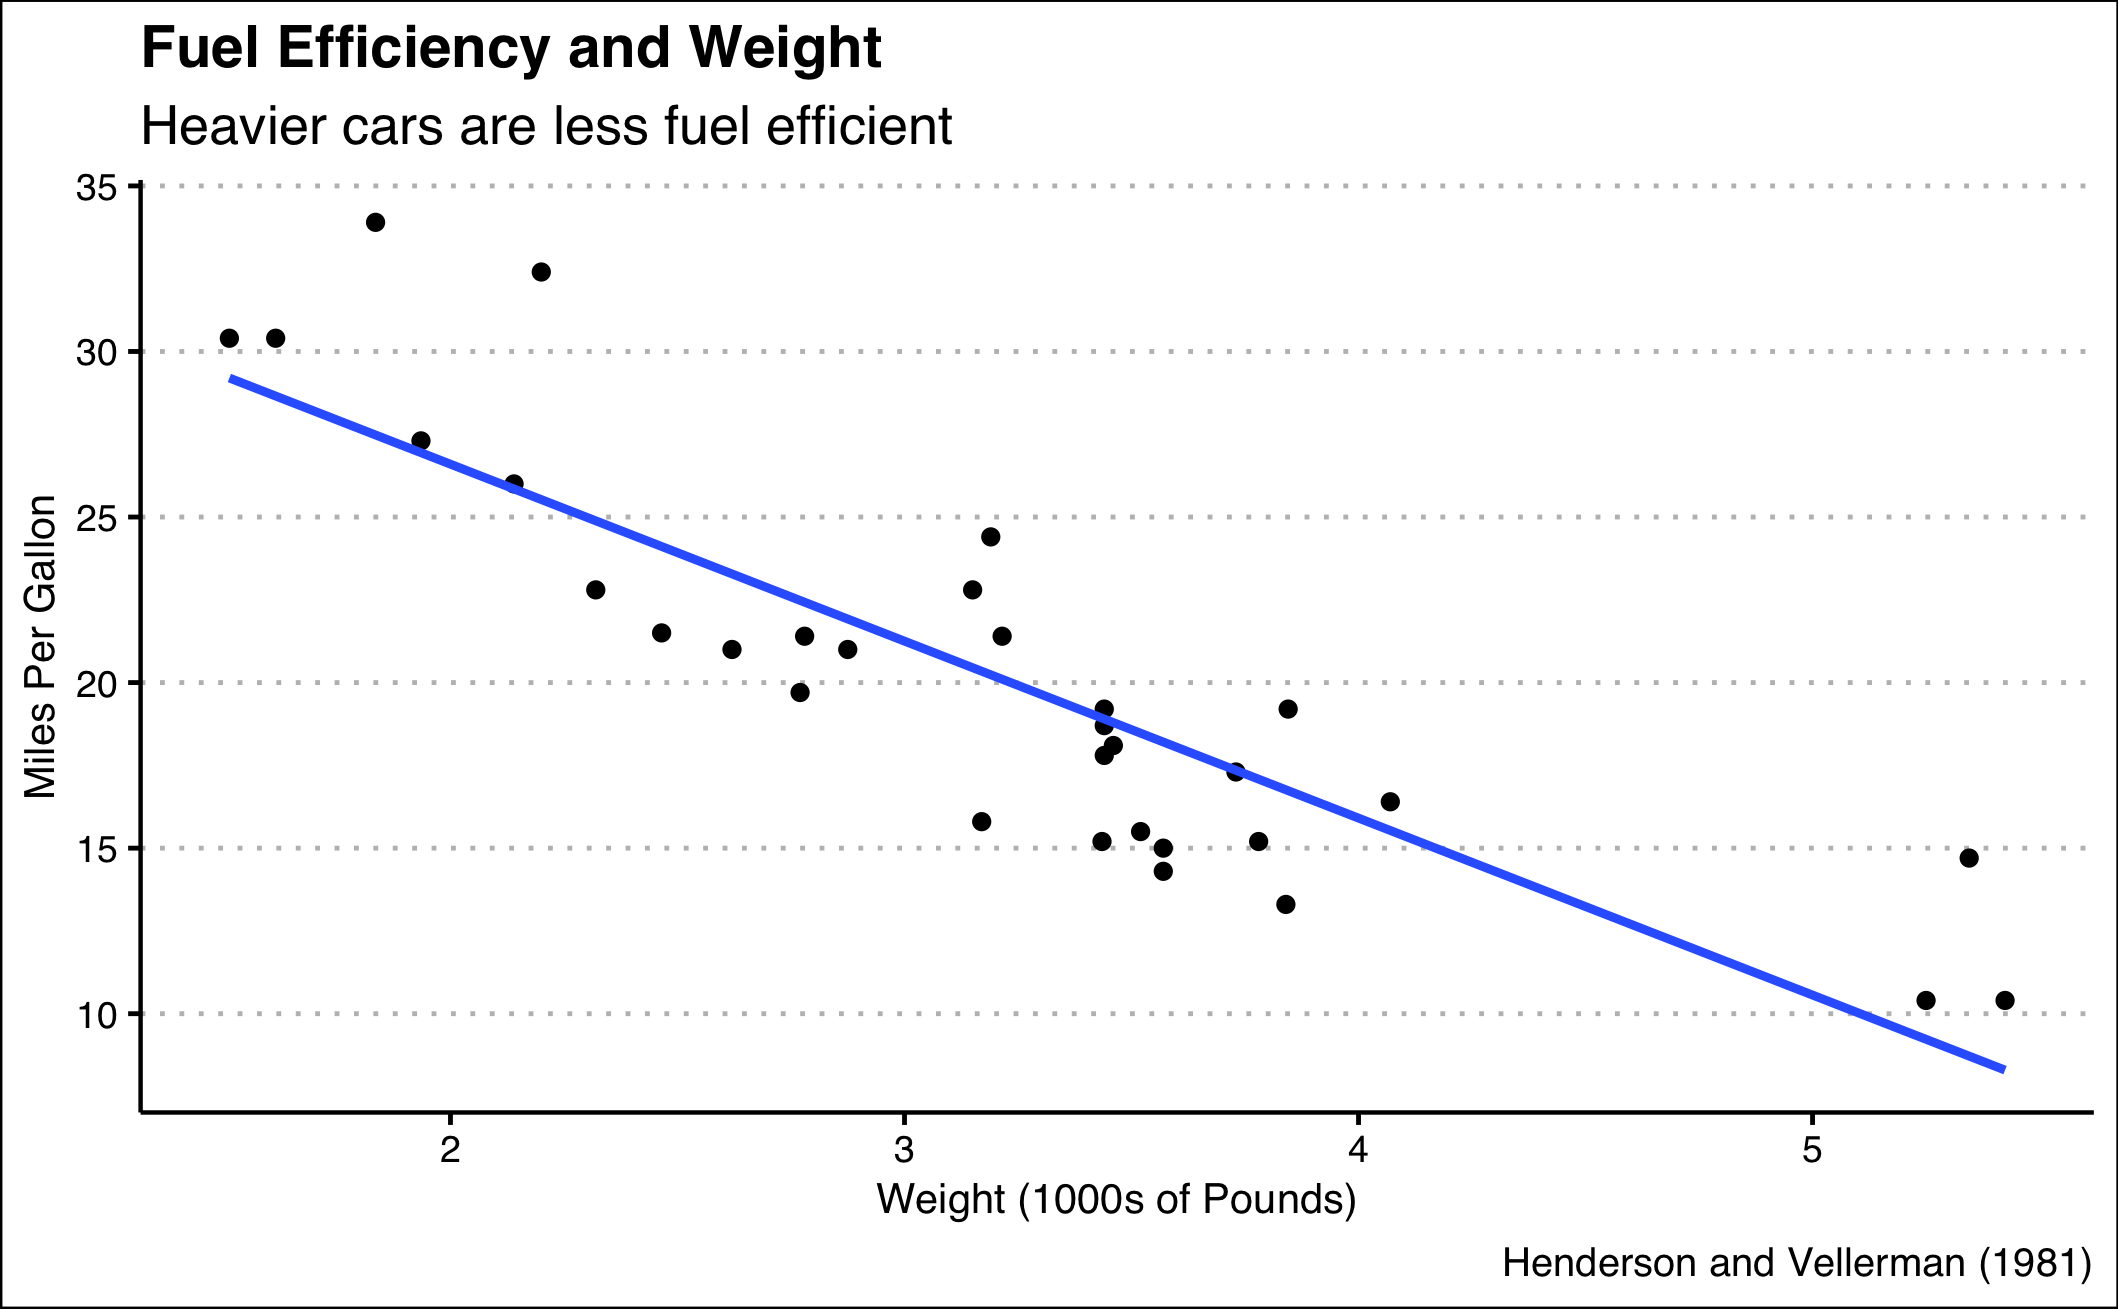 Fuel Efficiency and Weight
Heavier cars are less fuel efficient
35
30
25
20
15
10
Miles Per Gallon
2 3 4 5
Weight (1000s of Pounds)
Henderson and Vellerman (1981)